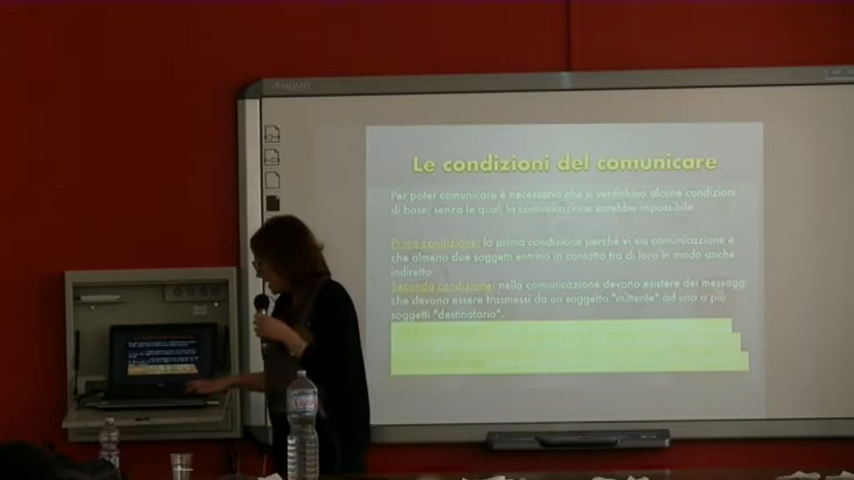 Le condizioni del comunicare
Per poter comunicare è necessario che si verifichino alcune condizioni
di base, senza le quali la comunicazione sarebbe impossibile
Prima condizione: la prima condizione perché vi sia comunicazione è
che almeno due soggetti entrino in contatto tra di loro in modo anche
indiretto.
Seconda condizione: nella comunicazione devono esistere dei messaggi
che devono essere trasmessi da un soggetto "mittente" ad uno o più
soggetti "destinatario".